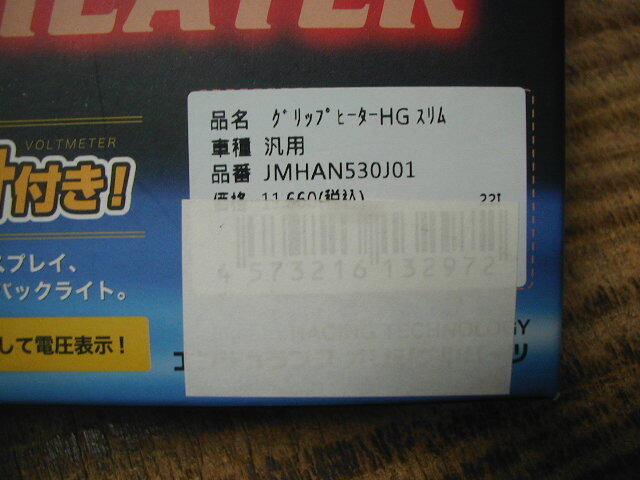 HEATER
VOLTMETER
付き!
スプレイ、
バックライト。
して電圧表示!
品名 ｸﾞﾘｯﾌﾟﾋｰﾀｰHG ｽﾘﾑ
車種 汎用
品番 JMHAN530J01
価格 11,660(税込)
4 573216 132972
RACING TECHNOLOGY